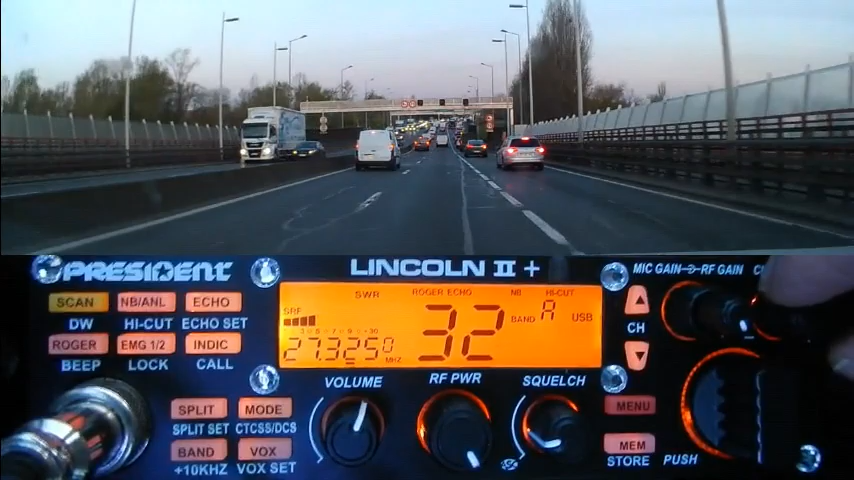 PRESIDENT
LINCOLN II +
MIC GAIN RF GAIN
SCAN NB/ANL ECHO
DW HI-CUT ECHO SET
ROGER EMG 1/2 INDIC
BEEP LOCK CALL
SPLIT MODE
SPLIT SET CTCSS/DCS
BAND VOX
+10KHZ VOX SET
SWR ROGER ECHO NB HI-CUT
SRF
32 BAND A USB
27.3250 MHZ
CH
VOLUME RF PWR SQUELCH
MENU
MEM
STORE PUSH